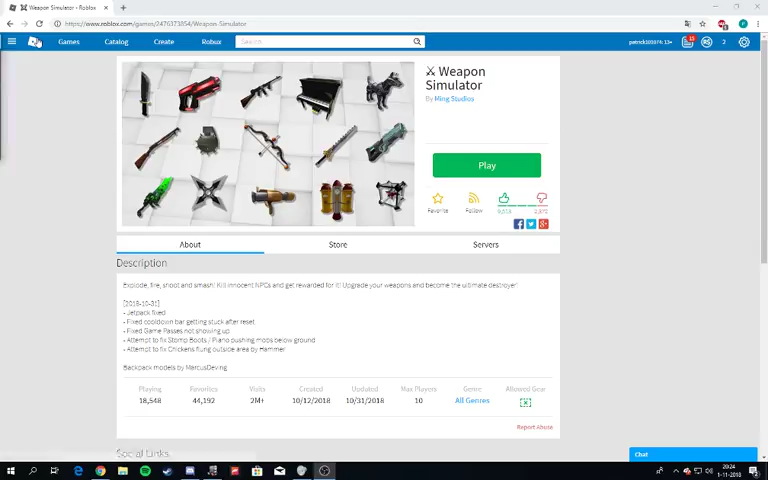 Weapon Simulator - Roblox
https://www.roblox.com/games/2476373854/Weapon-Simulator
Games
Catalog
Create
Robux
Search
patrick101974: 13+
2
⚔ Weapon
Simulator
By Ming Studios
Play
Favorite
Follow
About
Store
Servers
Description
Explode, fire, shoot and smash! Kill innocent NPCs and get rewarded for it! Upgrade your weapons and become the ultimate destroyer!
[2018-10-31]
- Jetpack fixed
- Fixed cooldown bar getting stuck after reset
- Fixed Game Passes not showing up
- Attempt to fix Stomp Boots / Piano pushing mobs below ground
- Attempt to fix Chickens flung outside area by Hammer
Backpack models by MarcusDeving
Playing
Favorites
Visits
Created
Updated
Max Players
Genre
Allowed Gear
18,548
44,192
2M+
10/12/2018
10/31/2018
10
All Genres
Report Abuse
Social Links
Chat
20:24
1-11-2018